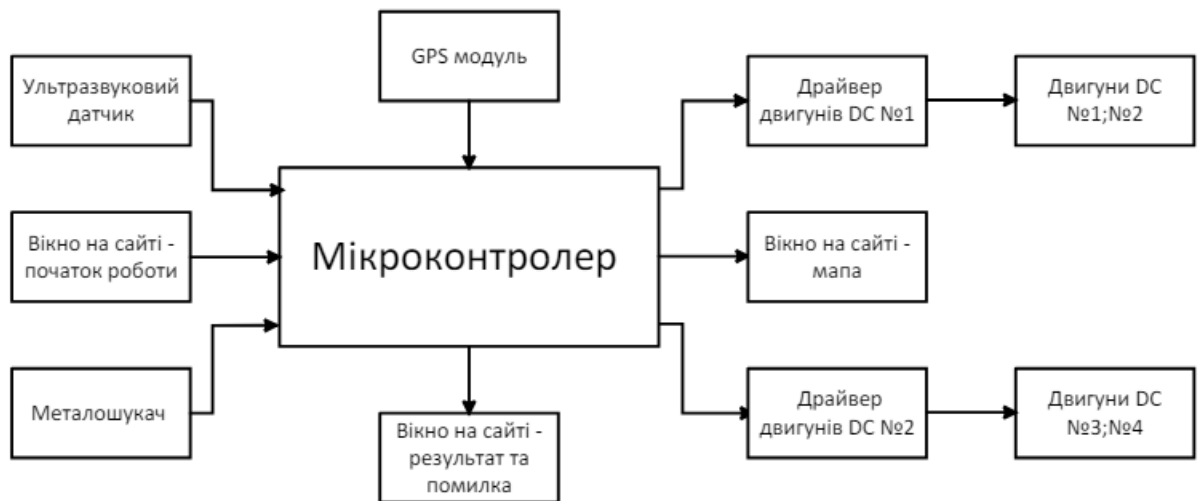 GPS модуль
Ультразвуковий
датчик
Драйвер
двигунів DC №1
Двигуни DC
№1;№2
Вікно на сайті -
початок роботи
Мікроконтролер
Вікно на сайті -
мапа
Металошукач
Вікно на сайті -
результат та
помилка
Драйвер
двигунів DC №2
Двигуни DC
№3;№4